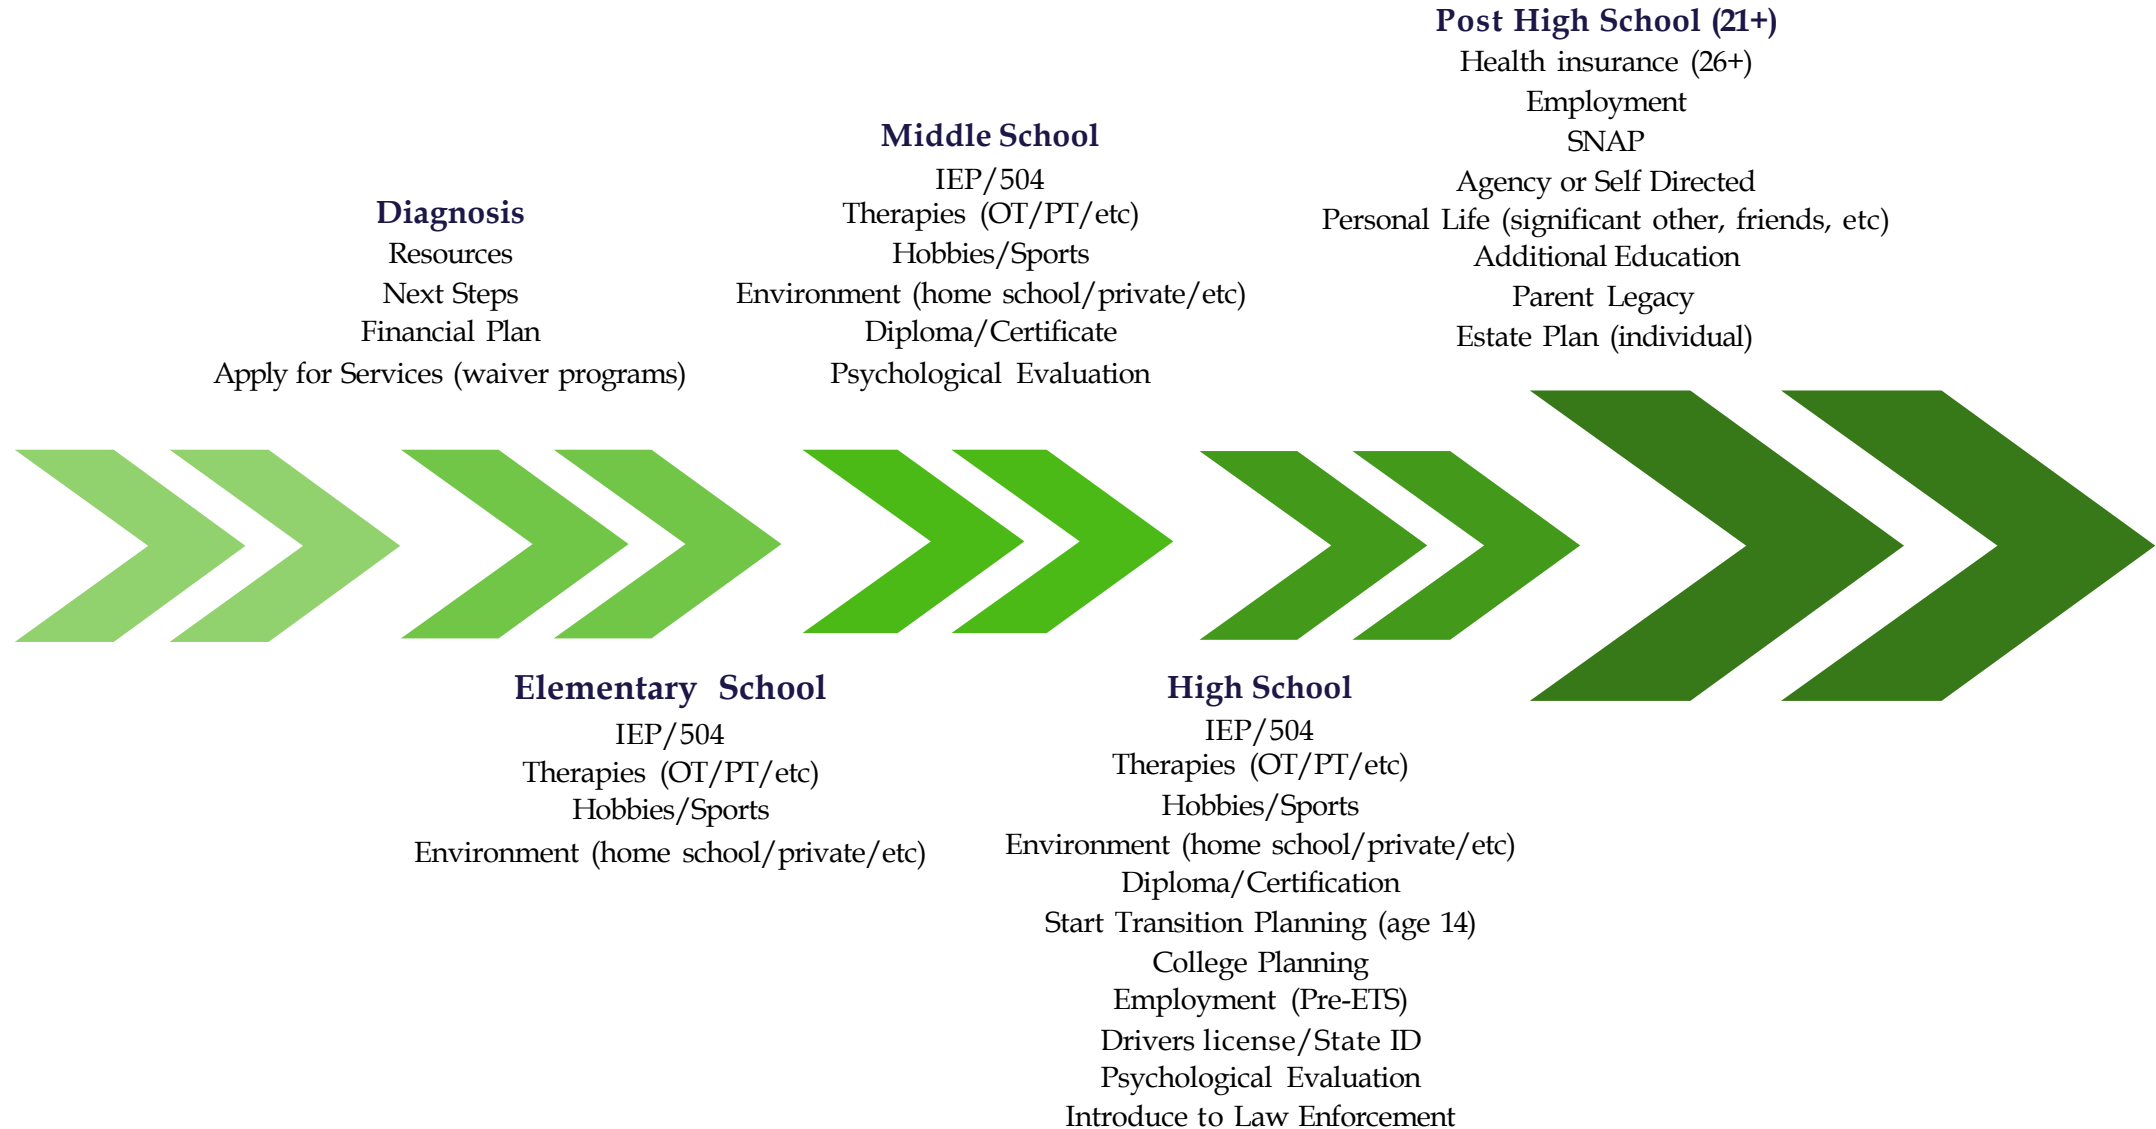 Diagnosis
Resources
Next Steps
Financial Plan
Apply for Services (waiver programs)
Elementary School
IEP/504
Therapies (OT/PT/etc)
Hobbies/Sports
Environment (home school/private/etc)
Middle School
IEP/504
Therapies (OT/PT/etc)
Hobbies/Sports
Environment (home school/private/etc)
Diploma/Certificate
Psychological Evaluation
High School
IEP/504
Therapies (OT/PT/etc)
Hobbies/Sports
Environment (home school/private/etc)
Diploma/Certification
Start Transition Planning (age 14)
College Planning
Employment (Pre-ETS)
Drivers license/State ID
Psychological Evaluation
Introduce to Law Enforcement
Post High School (21+)
Health insurance (26+)
Employment
SNAP
Agency or Self Directed
Personal Life (significant other, friends, etc)
Additional Education
Parent Legacy
Estate Plan (individual)